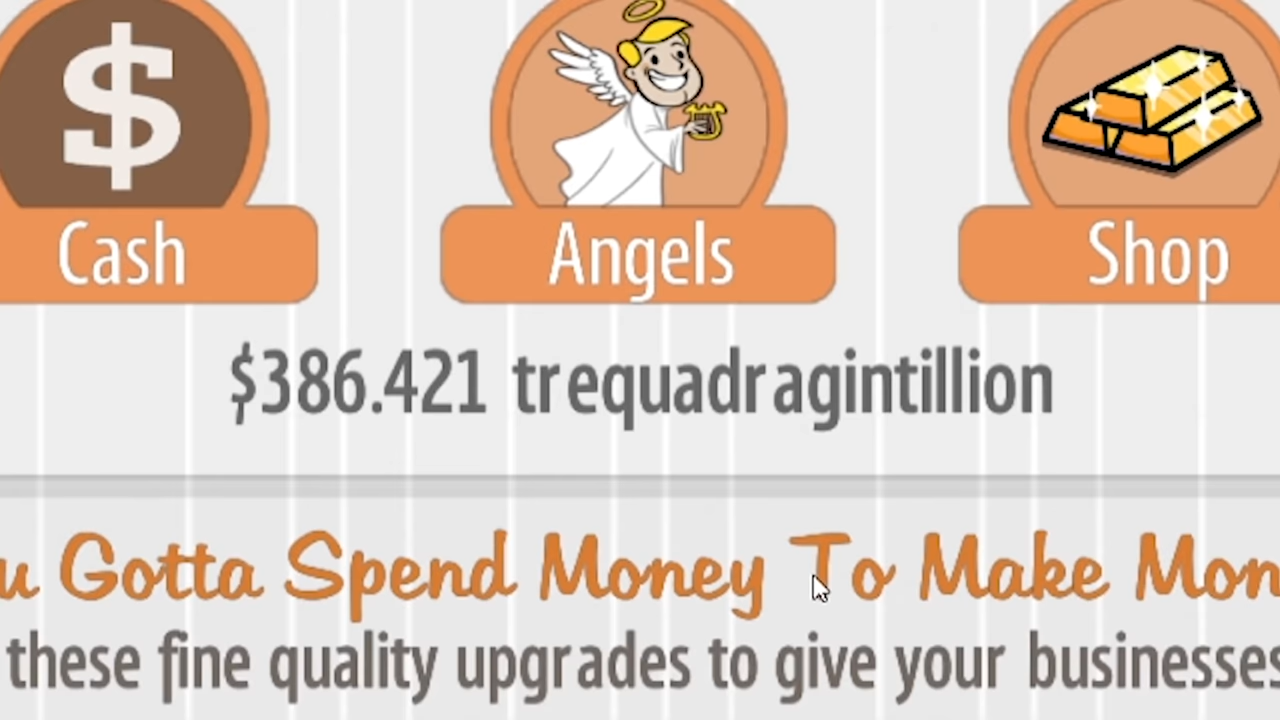 $
Cash Angels Shop
$386.421 trequadragintillion
u Gotta Spend Money To Make Mon
these fine quality upgrades to give your businesses